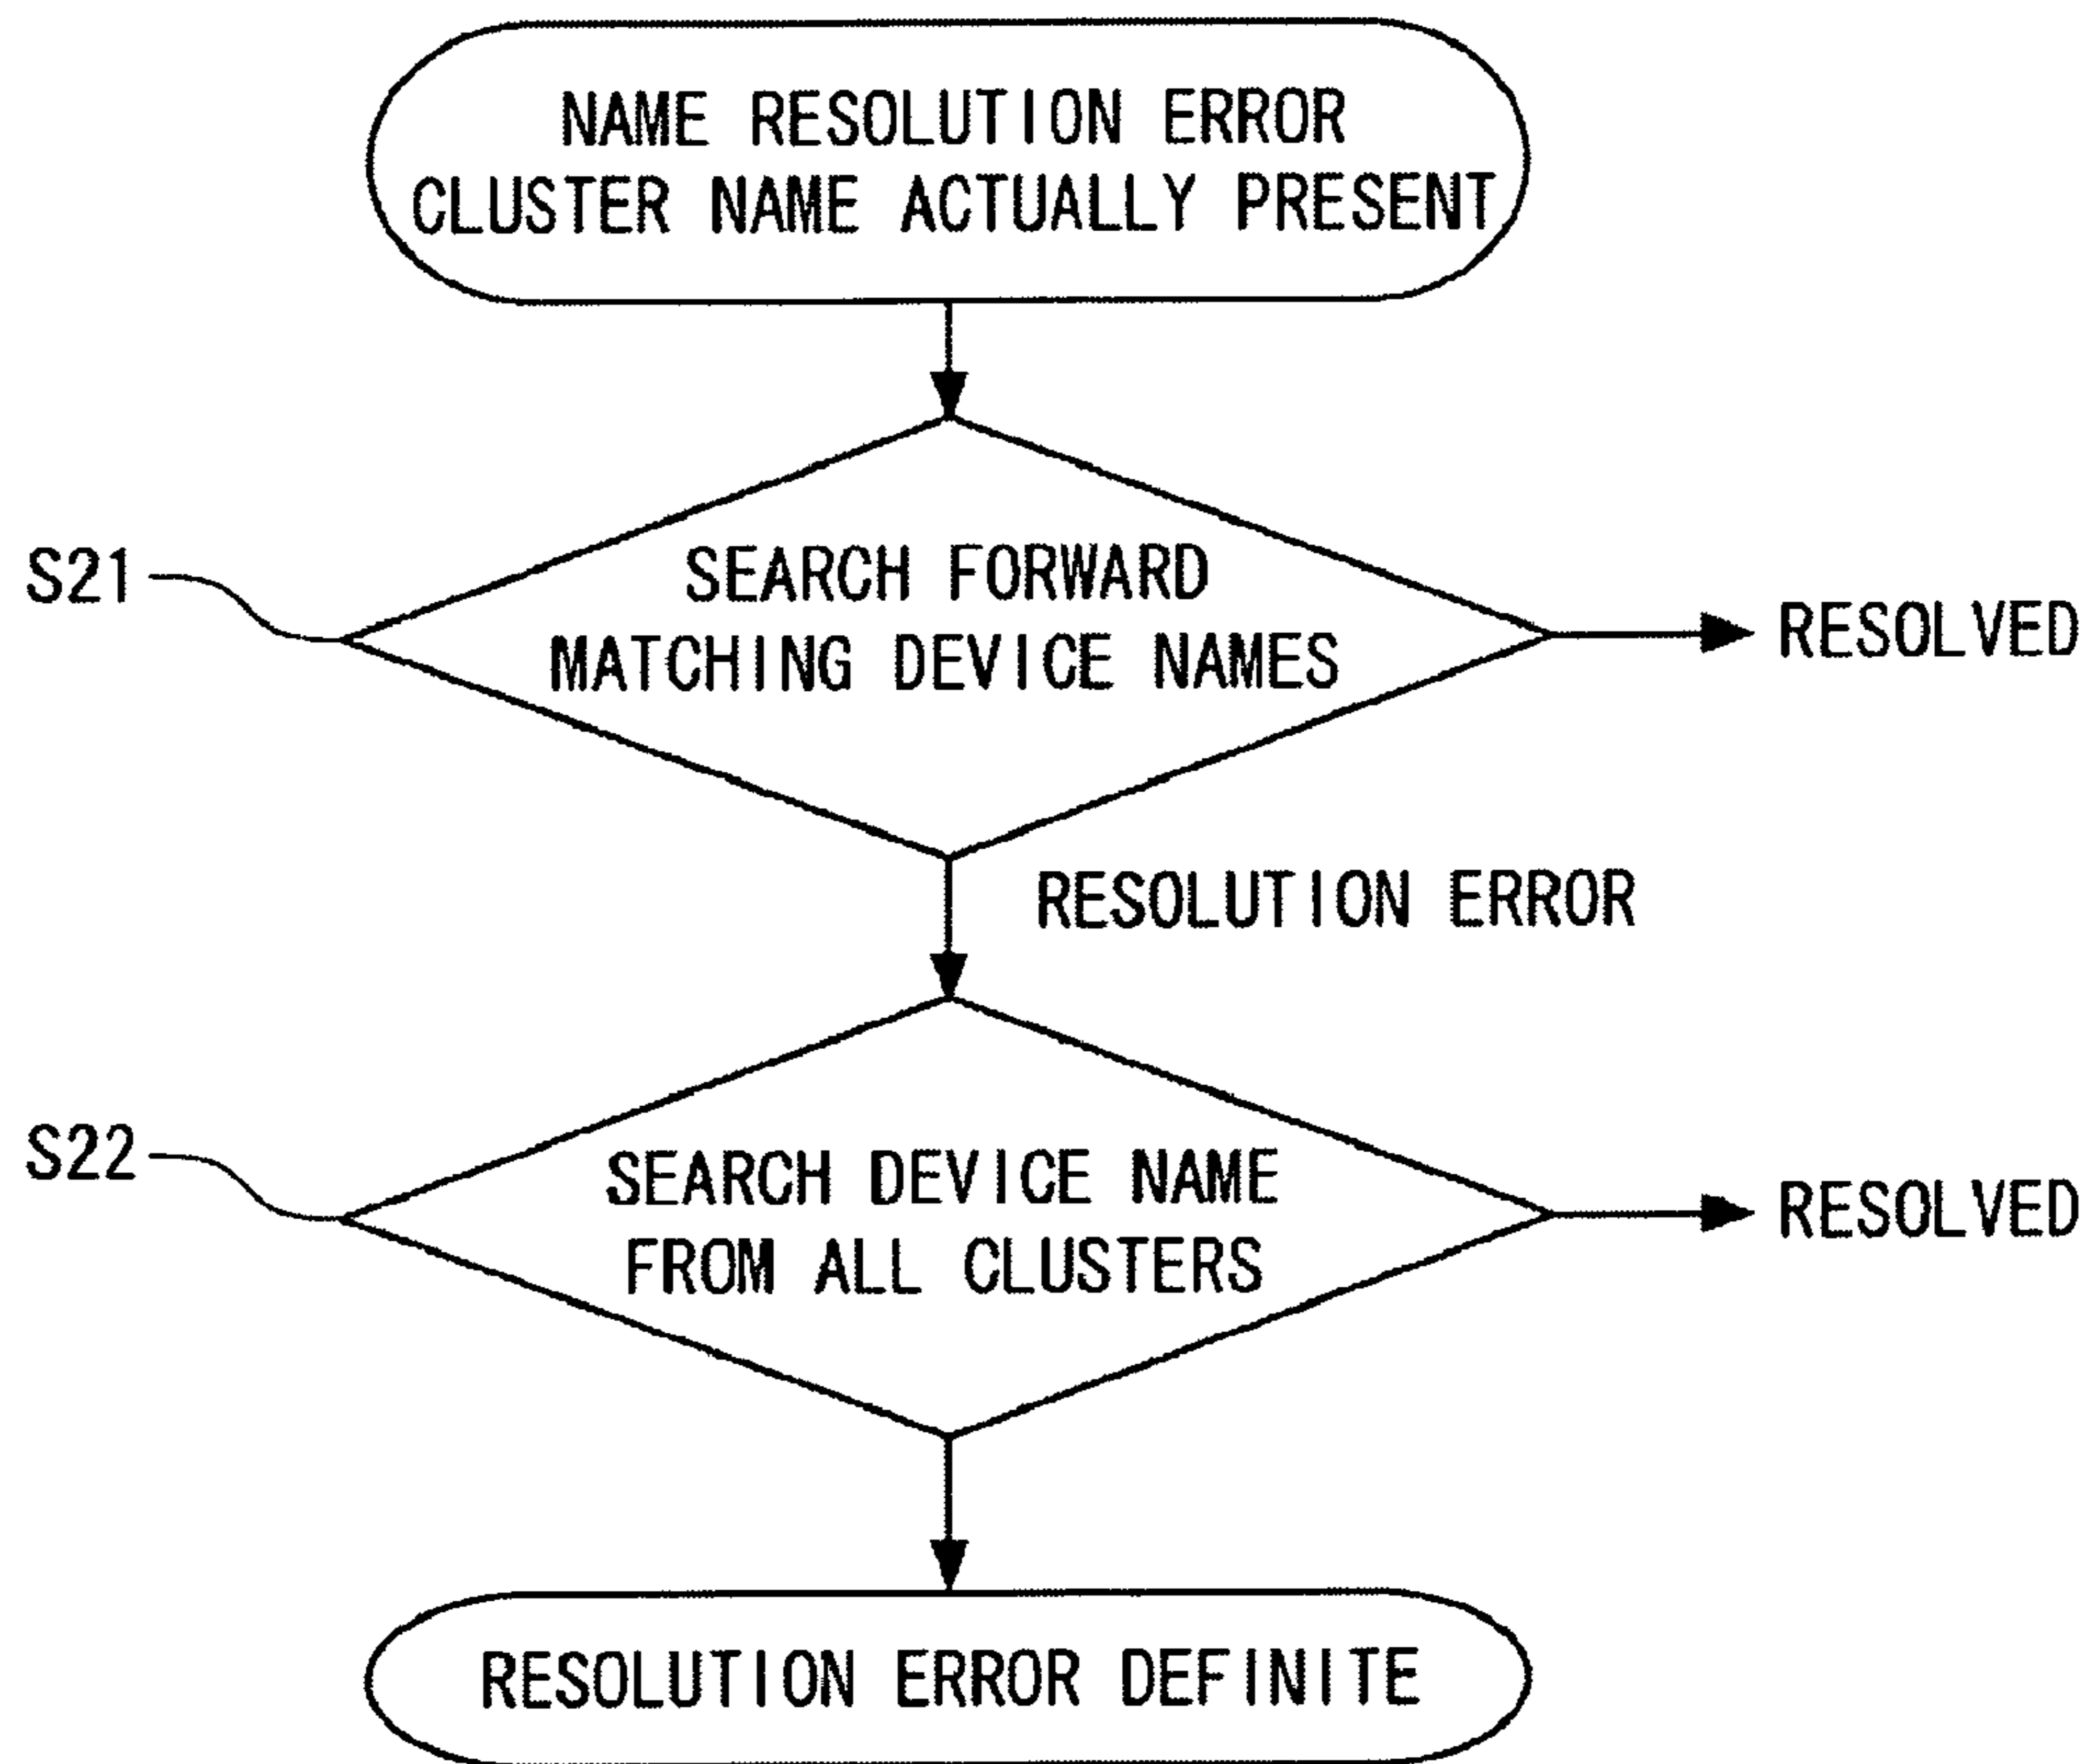 NAME RESOLUTION ERROR
CLUSTER NAME ACTUALLY PRESENT
S21
SEARCH FORWARD
MATCHING DEVICE NAMES
RESOLVED
RESOLUTION ERROR
S22
SEARCH DEVICE NAME
FROM ALL CLUSTERS
RESOLVED
RESOLUTION ERROR DEFINITE